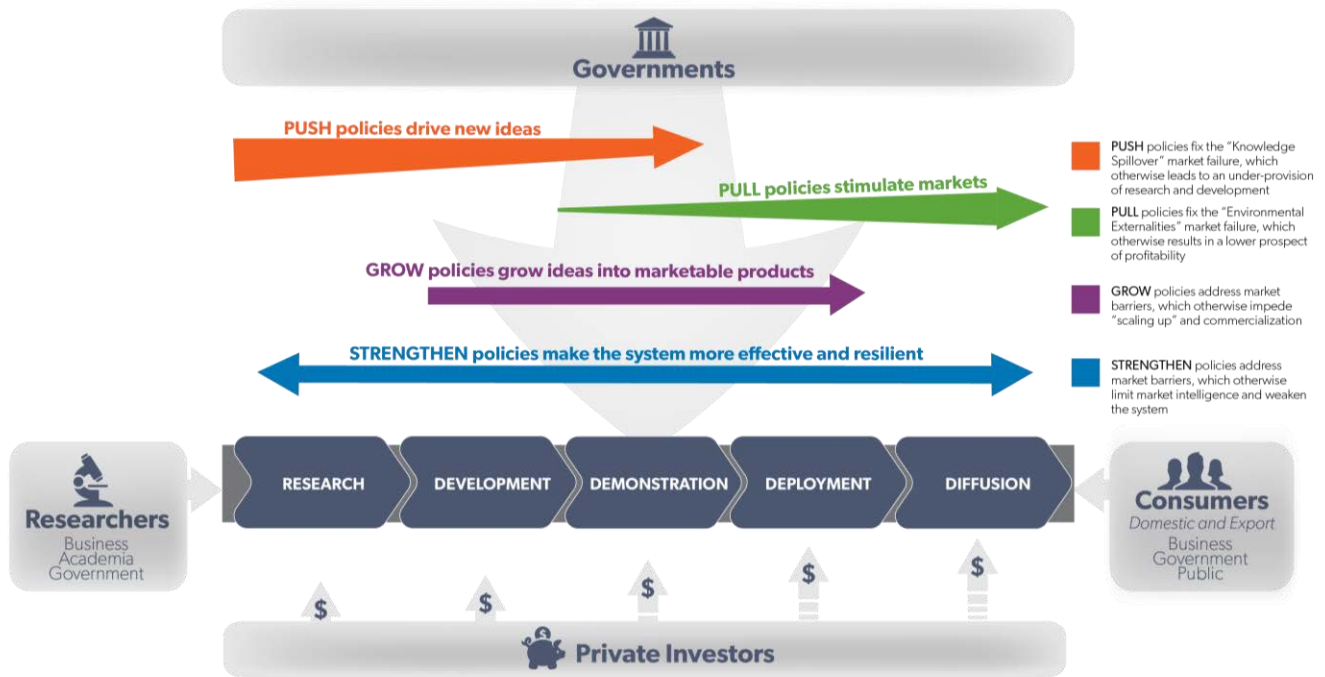 Governments
PUSH policies drive new ideas
PULL policies stimulate markets
GROW policies grow ideas into marketable products
STRENGTHEN policies make the system more effective and resilient
PUSH policies fix the “Knowledge
Spillover” market failure, which
otherwise leads to an under-provision
of research and development
PULL policies fix the “Environmental
Externalities” market failure, which
otherwise results in a lower prospect
of profitability
GROW policies address market
barriers, which otherwise impede
“scaling up” and commercialization
STRENGTHEN policies address
market barriers, which otherwise
limit market intelligence and weaken
the system
Researchers
Business
Academia
Government
RESEARCH
DEVELOPMENT
DEMONSTRATION
DEPLOYMENT
DIFFUSION
Consumers
Domestic and Export
Business
Government
Public
$
$
$
$
$
$
Private Investors